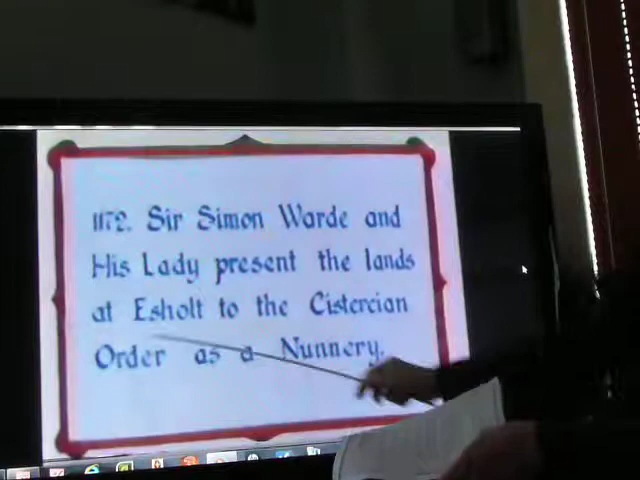 1172. Sir Simon Warde and
His Lady present the lands
at Esholt to the Cistercian
Order as a Nunnery.